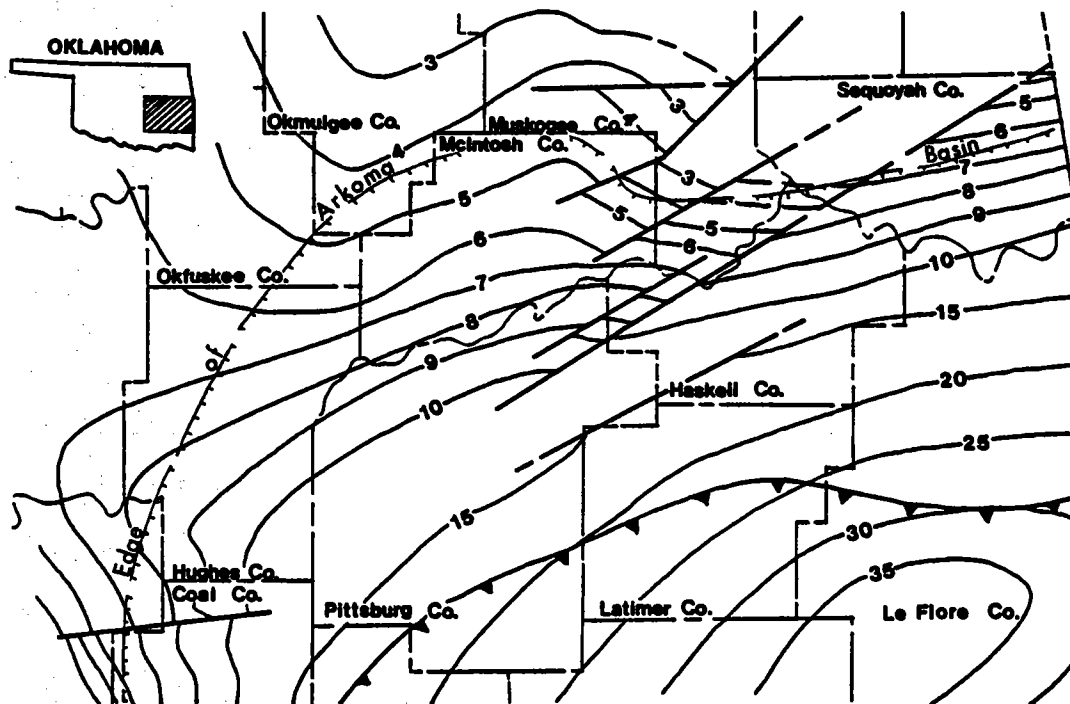 OKLAHOMA
3
Sequoyah Co.
5
Okmulgee Co.
Muskogee Co.
3
4
McIntosh Co.
6
Basin
Arkoma
3
7
5
5
8
5
9
6
6
10
Okfuskee Co.
7
15
8
of
9
20
Haskell Co.
10
25
15
30
Edge
35
Hughes Co.
Coal Co.
Pittsburg Co.
Latimer Co.
Le Flore Co.